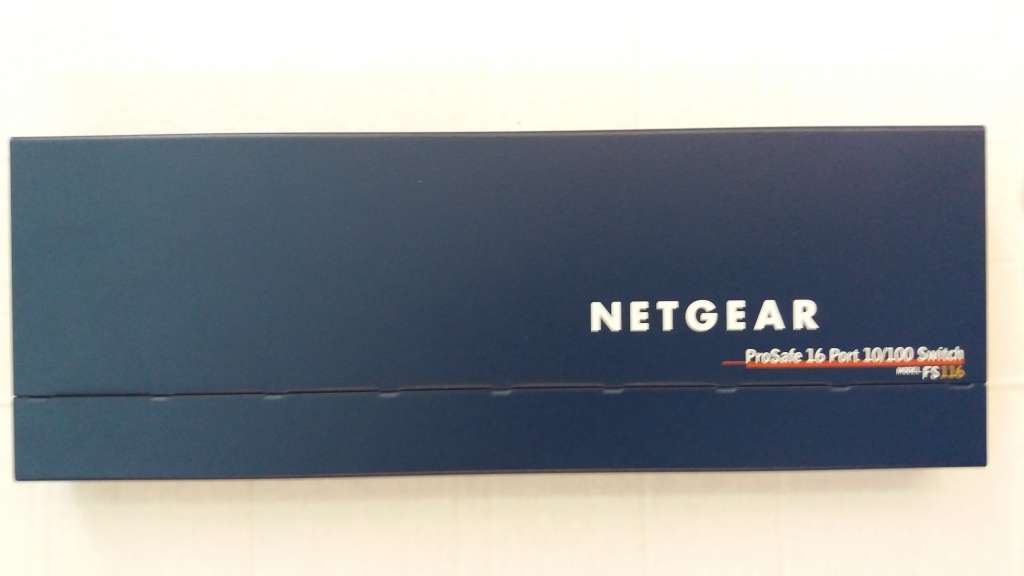 NETGEAR
ProSafe 16 Port 10/100 Switch
MODEL FS116